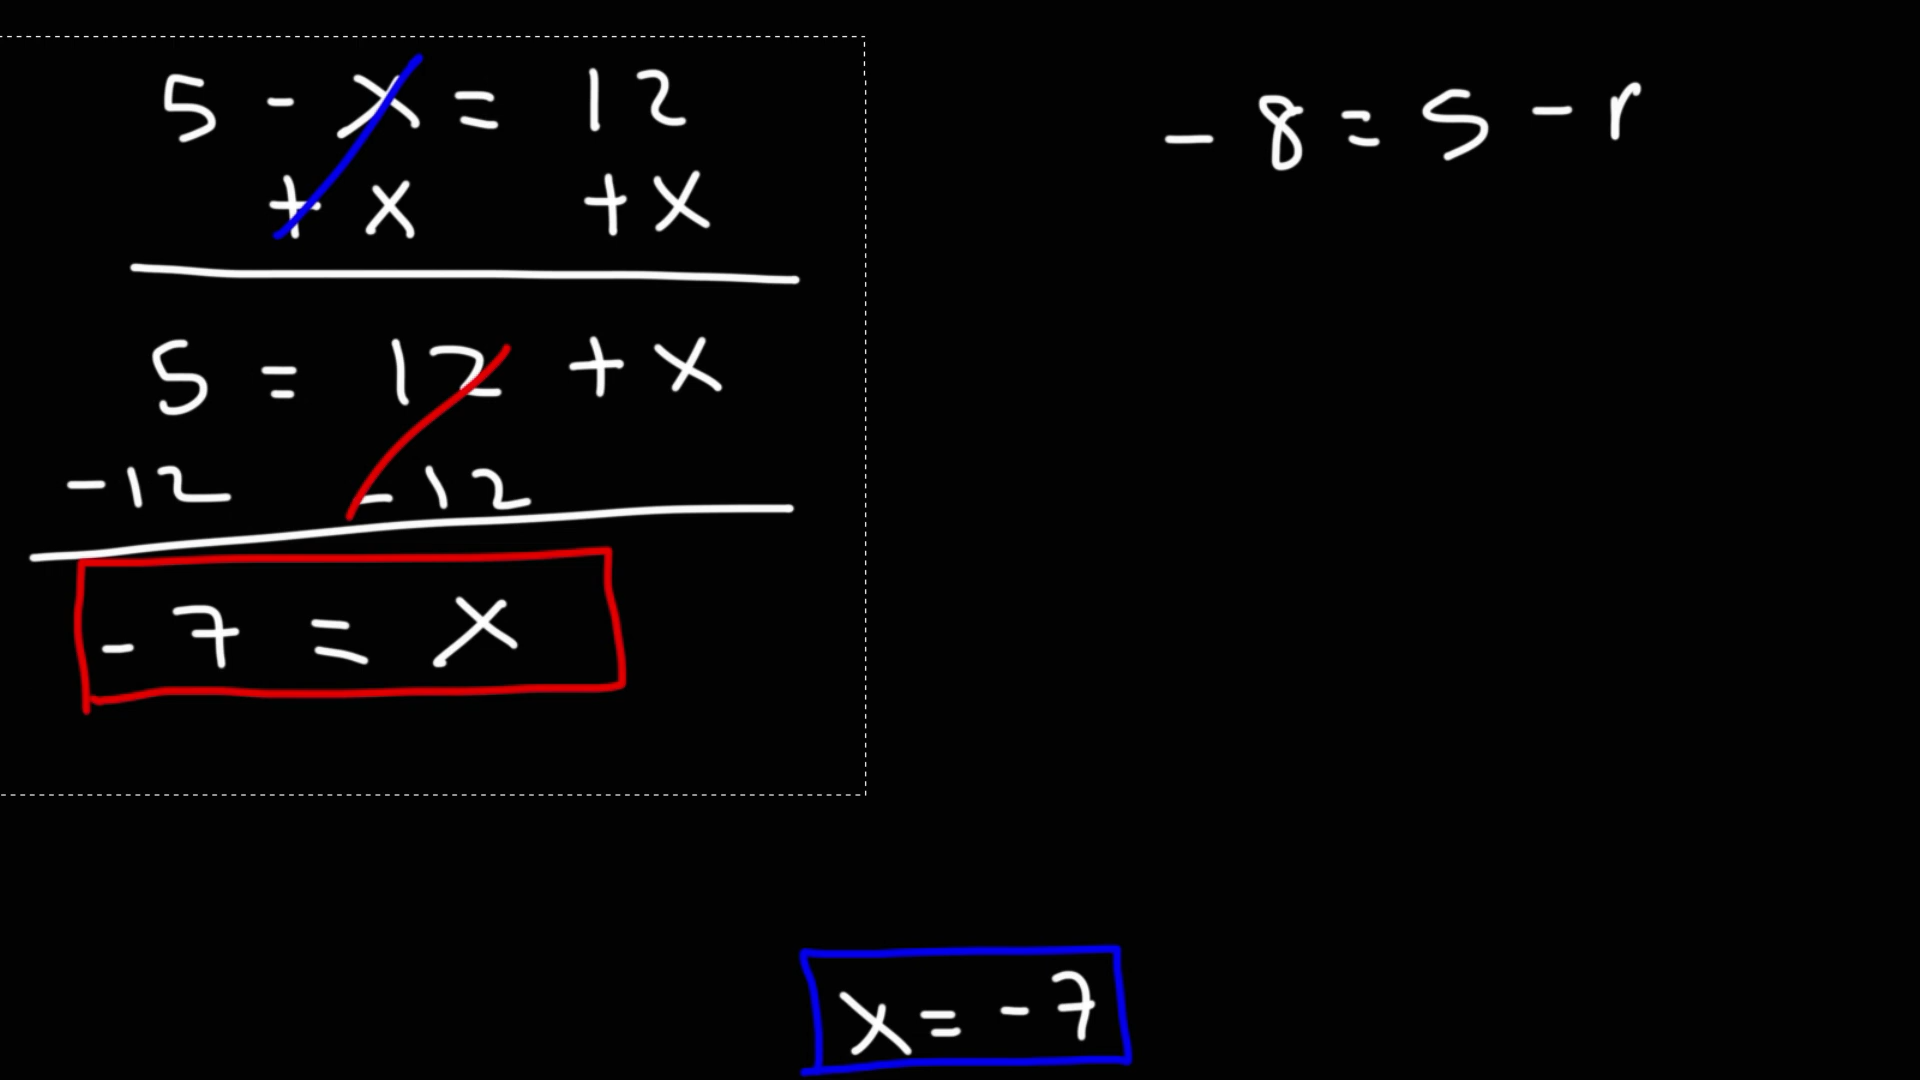 5 - x = 12
+ x + x
5 = 12 + x
-12 - 12
- 7 = x
- 8 = 5 - r
x = - 7